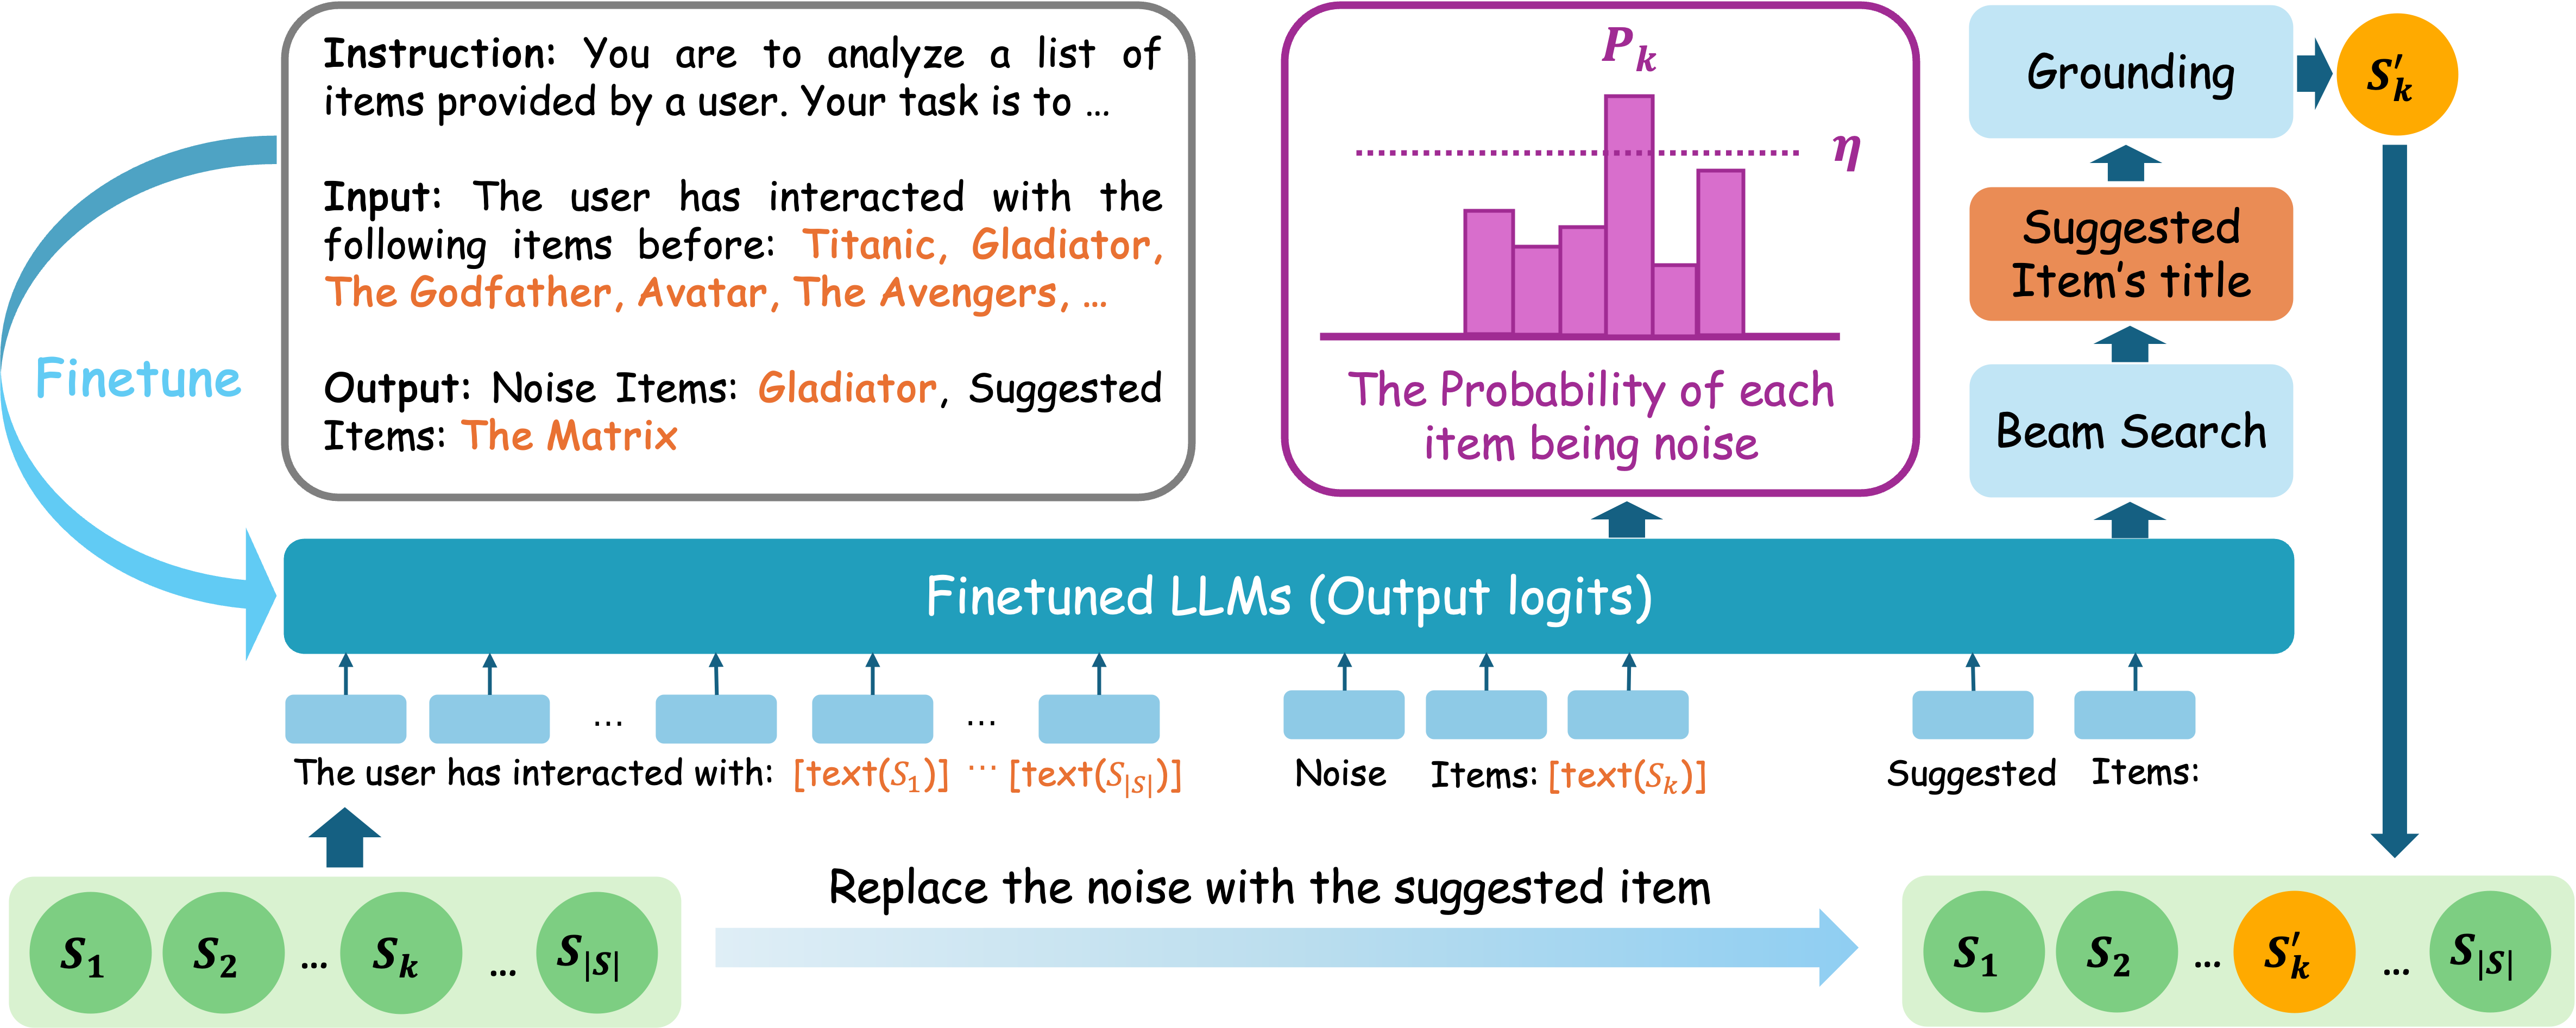 Instruction: You are to analyze a list of
items provided by a user. Your task is to ...
Input: The user has interacted with the
following items before: Titanic, Gladiator,
The Godfather, Avatar, The Avengers, ...
Output: Noise Items: Gladiator, Suggested
Items: The Matrix
Finetune
P_k
η
The Probability of each
item being noise
Grounding
S'_k
Suggested
Item's title
Beam Search
Finetuned LLMs (Output logits)
... ...
The user has interacted with: [text(S_1)] ... [text(S_|S|)] Noise Items: [text(S_k)] Suggested Items:
Replace the noise with the suggested item
S_1 S_2 ... S_k ... S_|S|
S_1 S_2 ... S'_k ... S_|S|